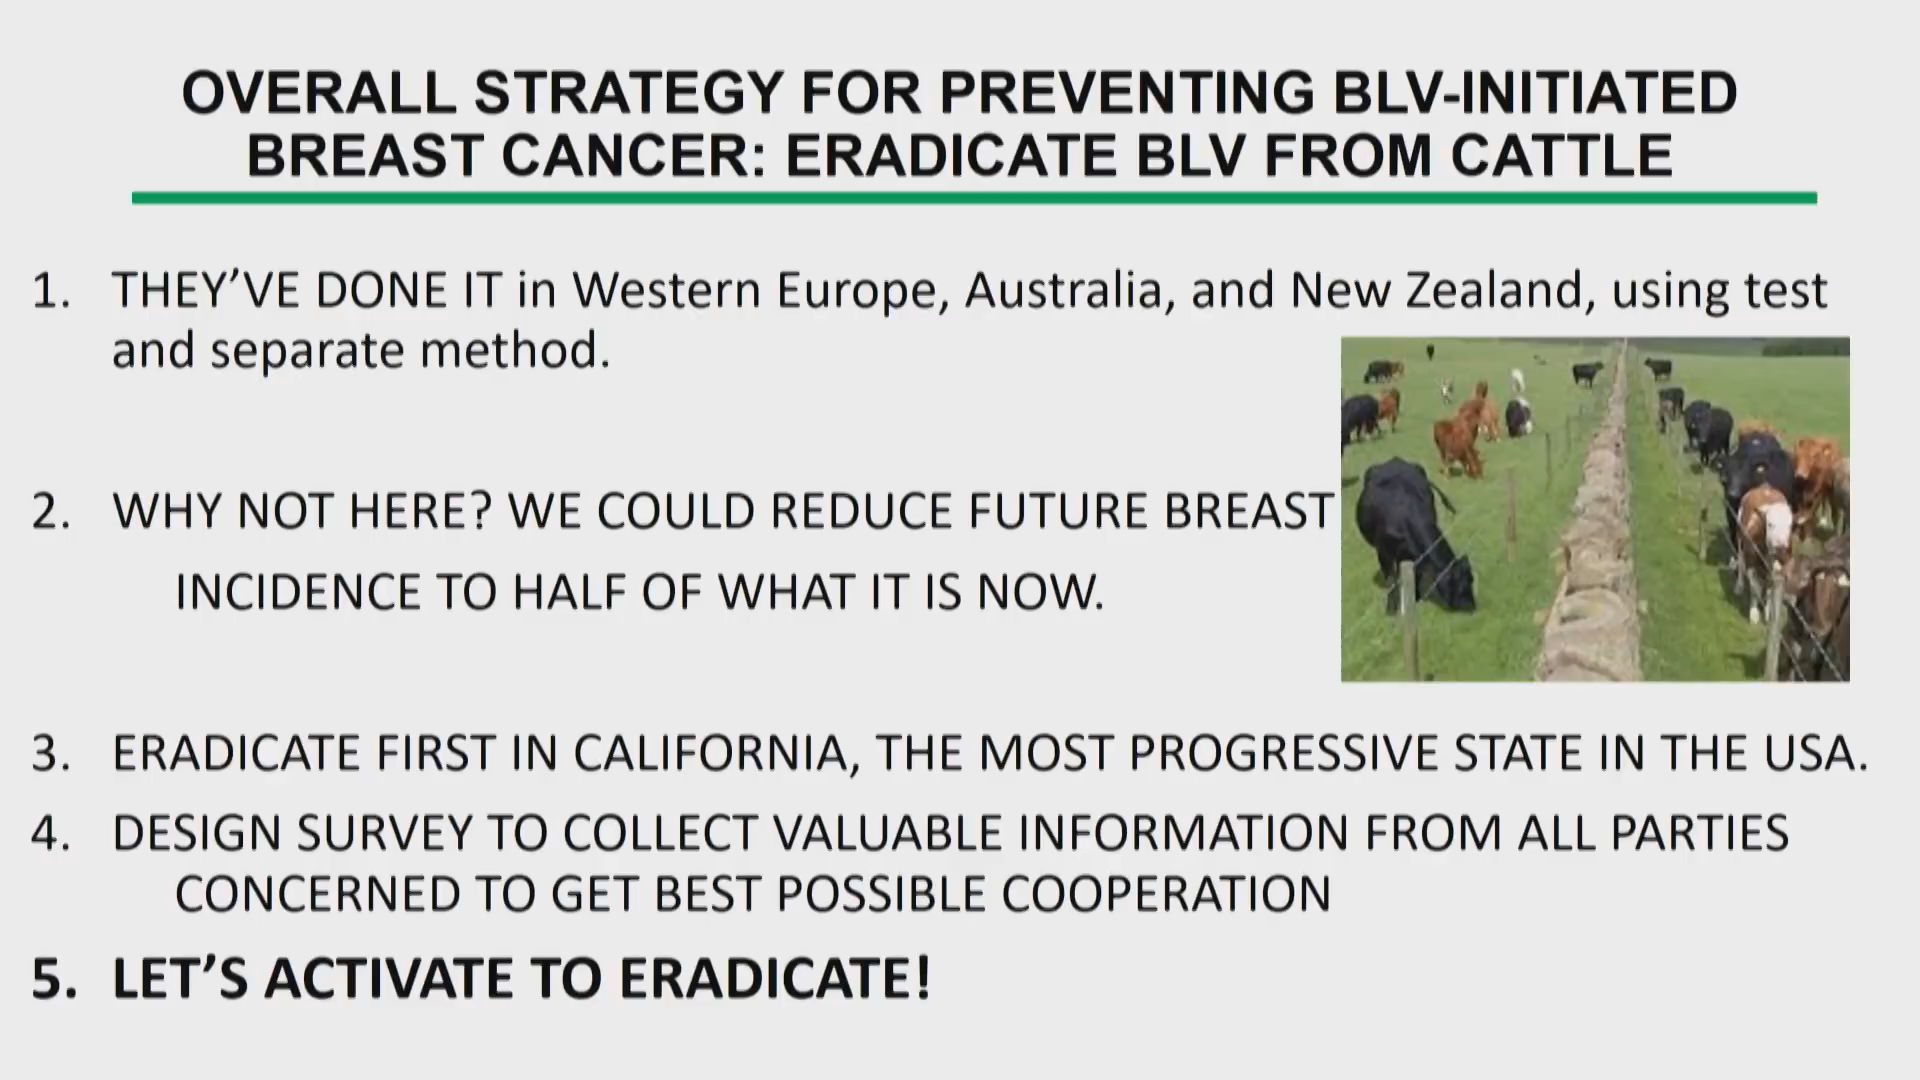 OVERALL STRATEGY FOR PREVENTING BLV-INITIATED
BREAST CANCER: ERADICATE BLV FROM CATTLE
1. THEY’VE DONE IT in Western Europe, Australia, and New Zealand, using test
and separate method.
2. WHY NOT HERE? WE COULD REDUCE FUTURE BREAST
INCIDENCE TO HALF OF WHAT IT IS NOW.
3. ERADICATE FIRST IN CALIFORNIA, THE MOST PROGRESSIVE STATE IN THE USA.
4. DESIGN SURVEY TO COLLECT VALUABLE INFORMATION FROM ALL PARTIES
CONCERNED TO GET BEST POSSIBLE COOPERATION
5. LET’S ACTIVATE TO ERADICATE!